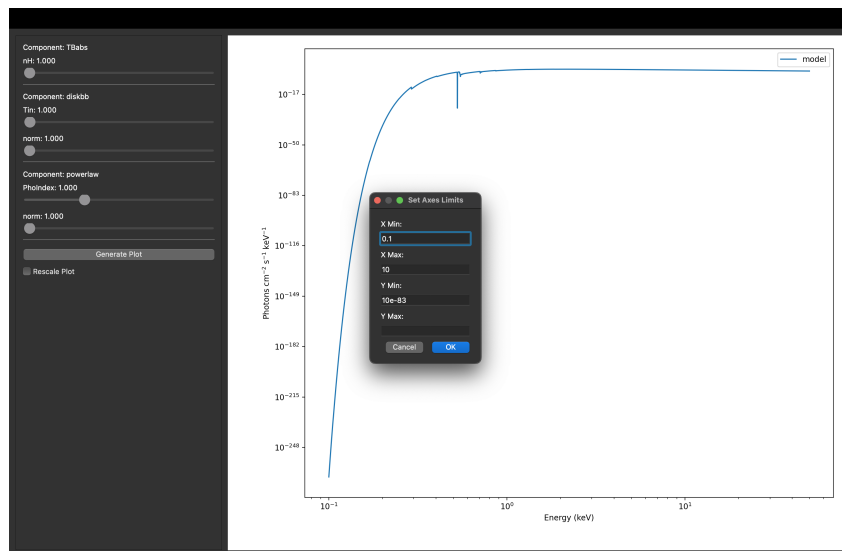 Component: TBabs
nH: 1.000
Component: diskbb
Tin: 1.000
norm: 1.000
Component: powerlaw
PhoIndex: 1.000
norm: 1.000
Generate Plot
Rescale Plot
model
10⁻¹⁷
10⁻⁵⁰
10⁻⁸³
10⁻¹¹⁶
10⁻¹⁴⁹
10⁻¹⁸²
10⁻²¹⁵
10⁻²⁴⁸
Photons cm⁻² s⁻¹ keV⁻¹
10⁻¹
10⁰
10¹
Energy (keV)
Set Axes Limits
X Min:
0.1
X Max:
10
Y Min:
10e-83
Y Max:
Cancel
OK